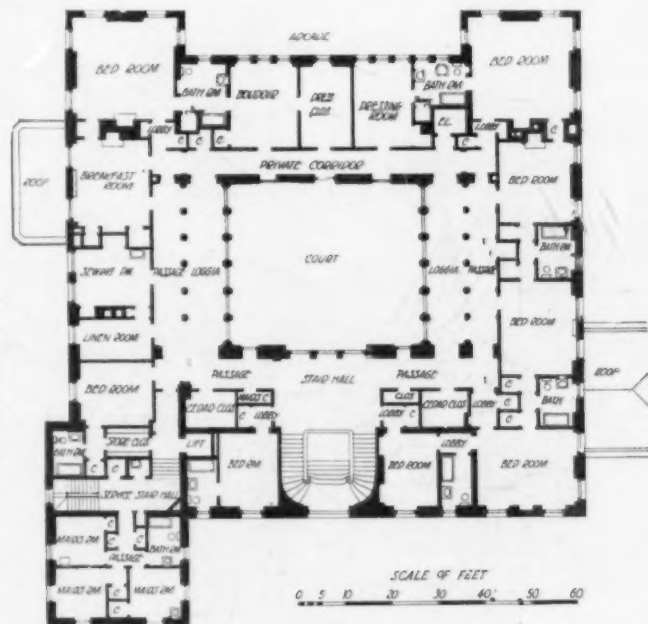 ARCADE
BED ROOM
BATH RM.
BOUDOIR
DRESS CLOS
DRESSING ROOM
BATH RM.
BED ROOM
LOBBY
C
C
C
EL.
C
LOBBY
C
PRIVATE CORRIDOR
ROOF
BREAKFAST ROOM
BED ROOM
PASSAGE
LOGGIA
COURT
LOGGIA
PASSAGE
BATH RM.
SEWING RM.
LINEN ROOM
BED ROOM
ROOF
PASSAGE
STAIR HALL
PASSAGE
BED ROOM
CEDAR CLOS
MAIDS C.
C
LOBBY
CLOS
LOBBY
C
CEDAR CLOS
LOBBY
C
C
C
BATH
BATH RM.
STORE CLOS
C
C
LIFT
BED RM.
BED ROOM
LOBBY
BED ROOM
SERVICE STAIR HALL
MAIDS RM.
C
C
C
BATH RM.
PASSAGE
MAIDS RM.
C
C
MAIDS RM.
SCALE OF FEET
0 5 10 20 30 40 50 60